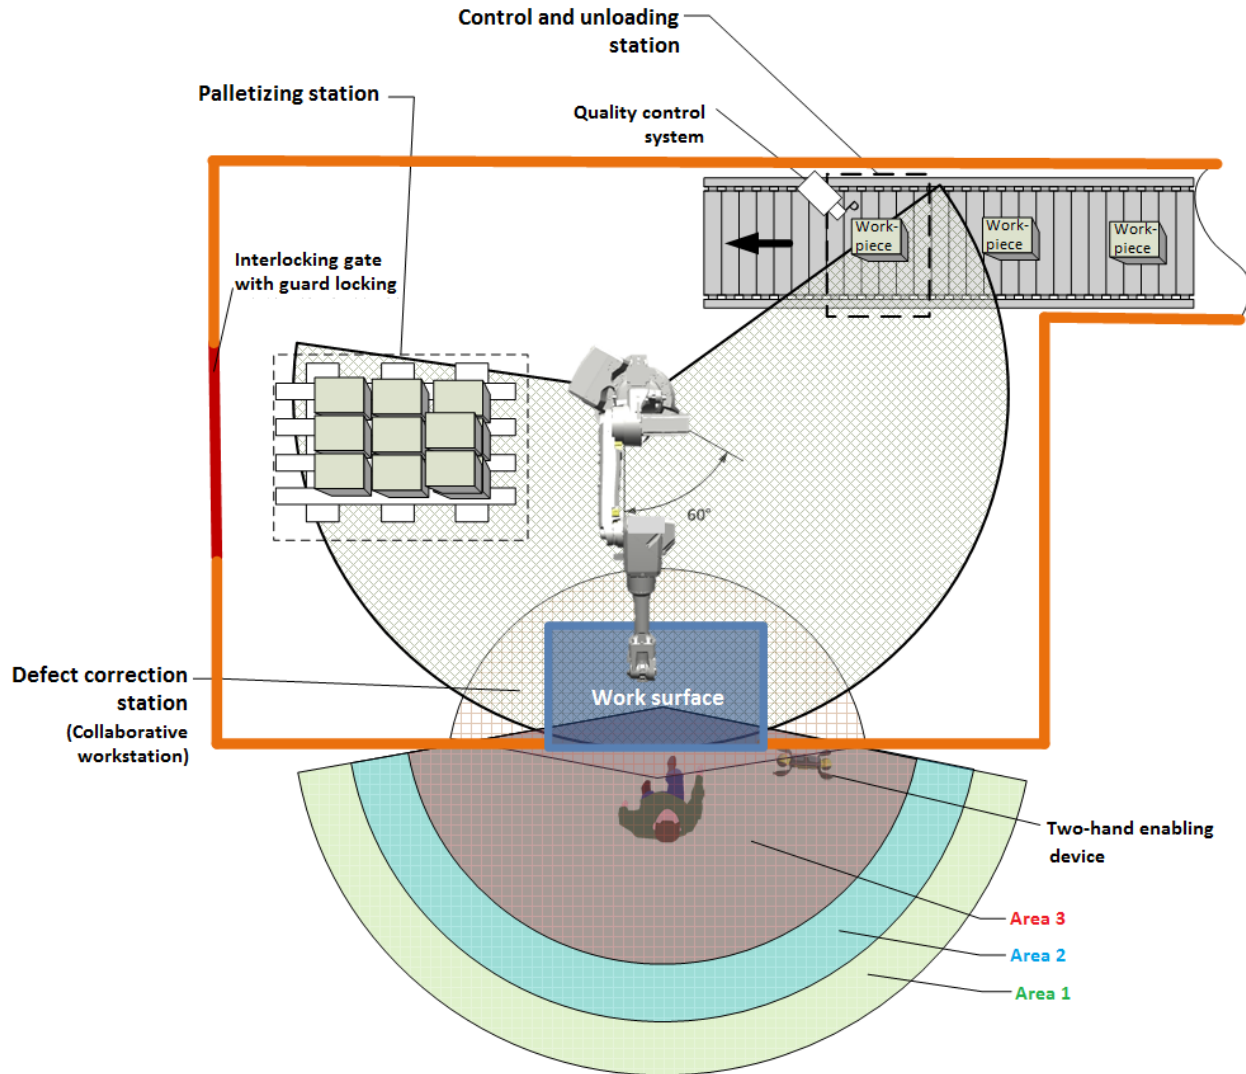 Control and unloading
station
Palletizing station
Quality control
system
Work-
piece
Work-
piece
Work-
piece
Interlocking gate
with guard locking
60°
Defect correction
station
(Collaborative
workstation)
Work surface
Two-hand enabling
device
Area 3
Area 2
Area 1